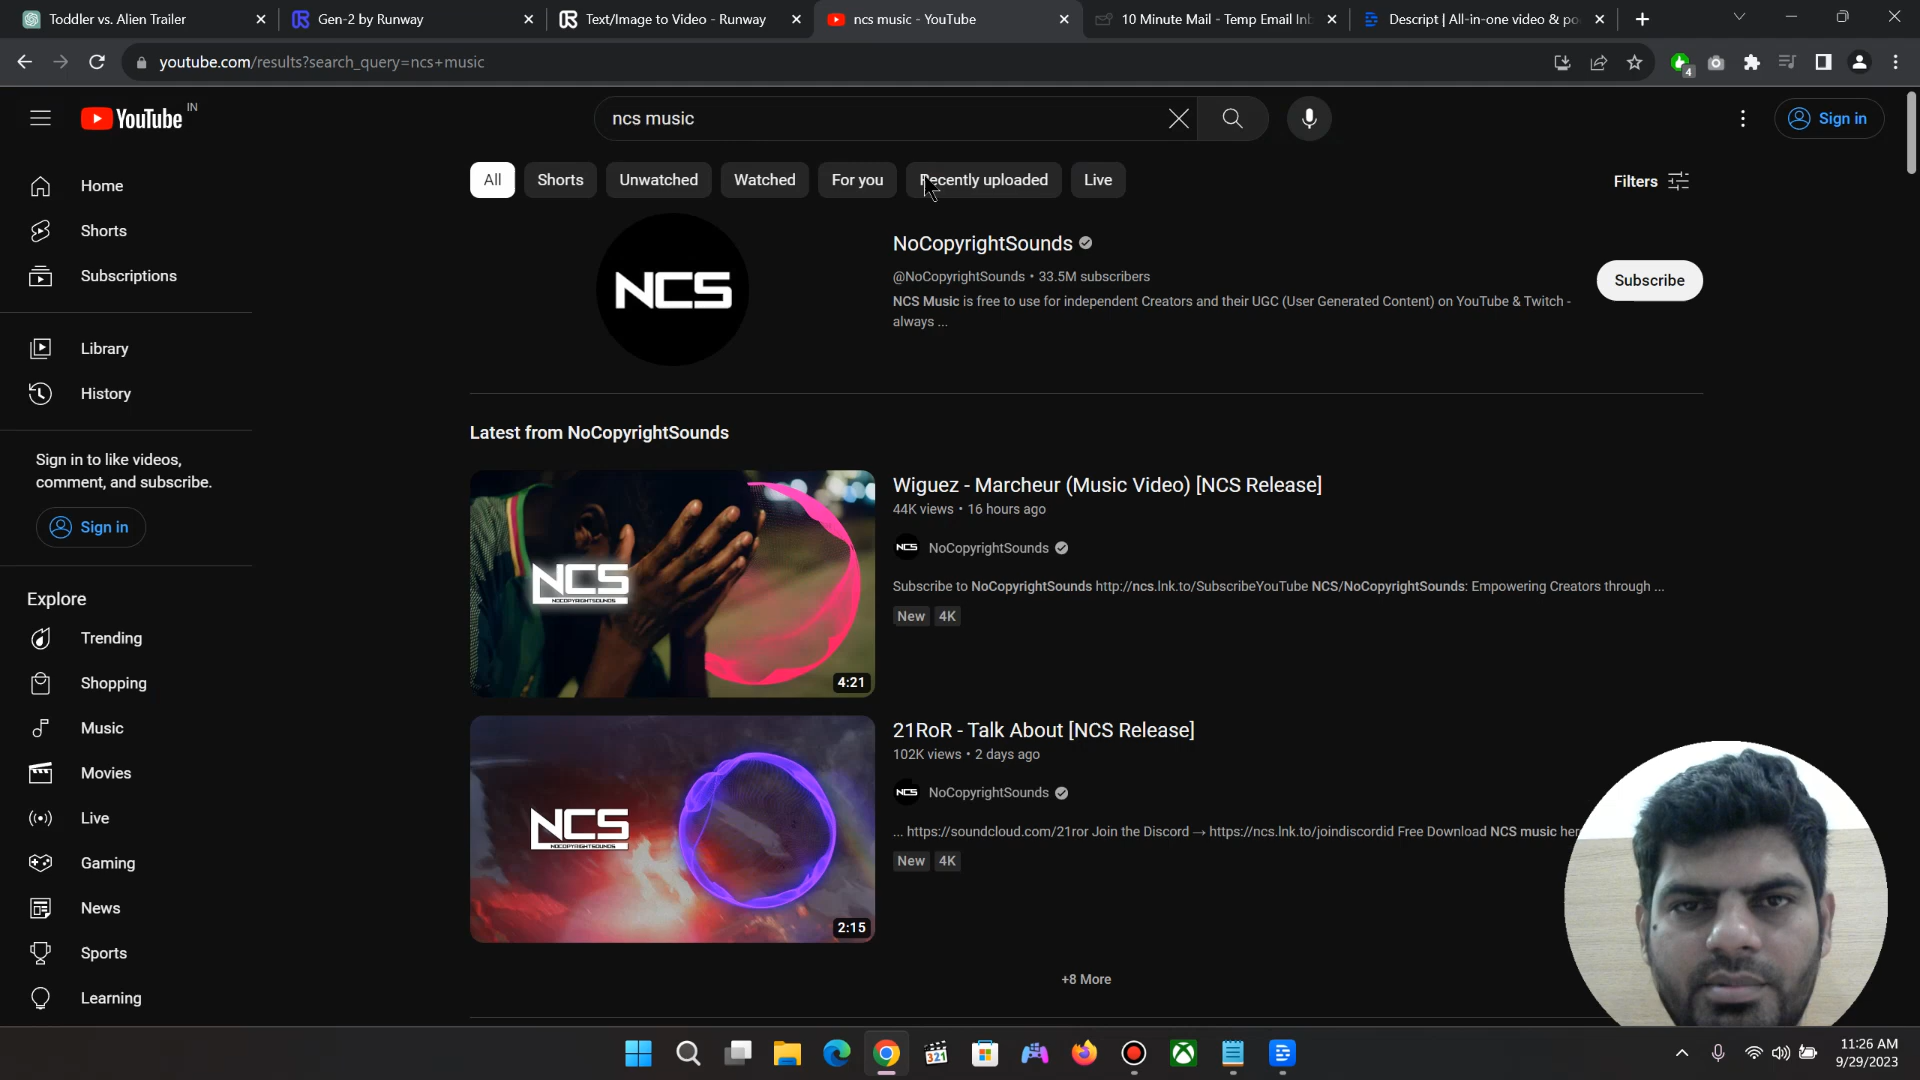 Toddler vs. Alien Trailer
Gen-2 by Runway
Text/Image to Video - Runway
ncs music - YouTube
10 Minute Mail - Temp Email In
Descript | All-in-one video & po
youtube.com/results?search_query=ncs+music
4
YouTube IN
ncs music
Sign in
All
Shorts
Unwatched
Watched
For you
Recently uploaded
Live
Filters
Home
Shorts
Subscriptions
Library
History
Sign in to like videos,
comment, and subscribe.
Sign in
Explore
Trending
Shopping
Music
Movies
Live
Gaming
News
Sports
Learning
NCS
NoCopyrightSounds
@NoCopyrightSounds • 33.5M subscribers
NCS Music is free to use for independent Creators and their UGC (User Generated Content) on YouTube & Twitch -
always ...
Subscribe
Latest from NoCopyrightSounds
NCS
NOCOPYRIGHTSOUNDS
4:21
Wiguez - Marcheur (Music Video) [NCS Release]
44K views • 16 hours ago
NCS NoCopyrightSounds
Subscribe to NoCopyrightSounds http://ncs.lnk.to/SubscribeYouTube NCS/NoCopyrightSounds: Empowering Creators through ...
New 4K
NCS
NOCOPYRIGHTSOUNDS
2:15
21RoR - Talk About [NCS Release]
102K views • 2 days ago
NCS NoCopyrightSounds
... https://soundcloud.com/21ror Join the Discord → https://ncs.lnk.to/joindiscordid Free Download NCS music her
New 4K
+8 More
321
11:26 AM
9/29/2023